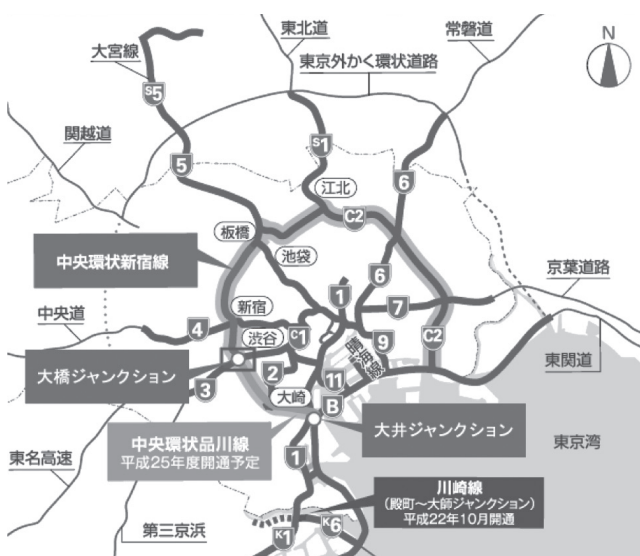 東北道
常磐道
大宮線
東京外かく環状道路
N
S5
関越道
S1
5
6
江北
C2
板橋
池袋
中央環状新宿線
京葉道路
6
1
7
新宿
中央道
4
渋谷
C1
C2
9
晴海線
大橋ジャンクション
東関道
3
2
11
大崎
B
大井ジャンクション
中央環状品川線
平成25年度開通予定
東京湾
東名高速
1
川崎線
(殿町〜大師ジャンクション)
平成22年10月開通
第三京浜
K1
K6